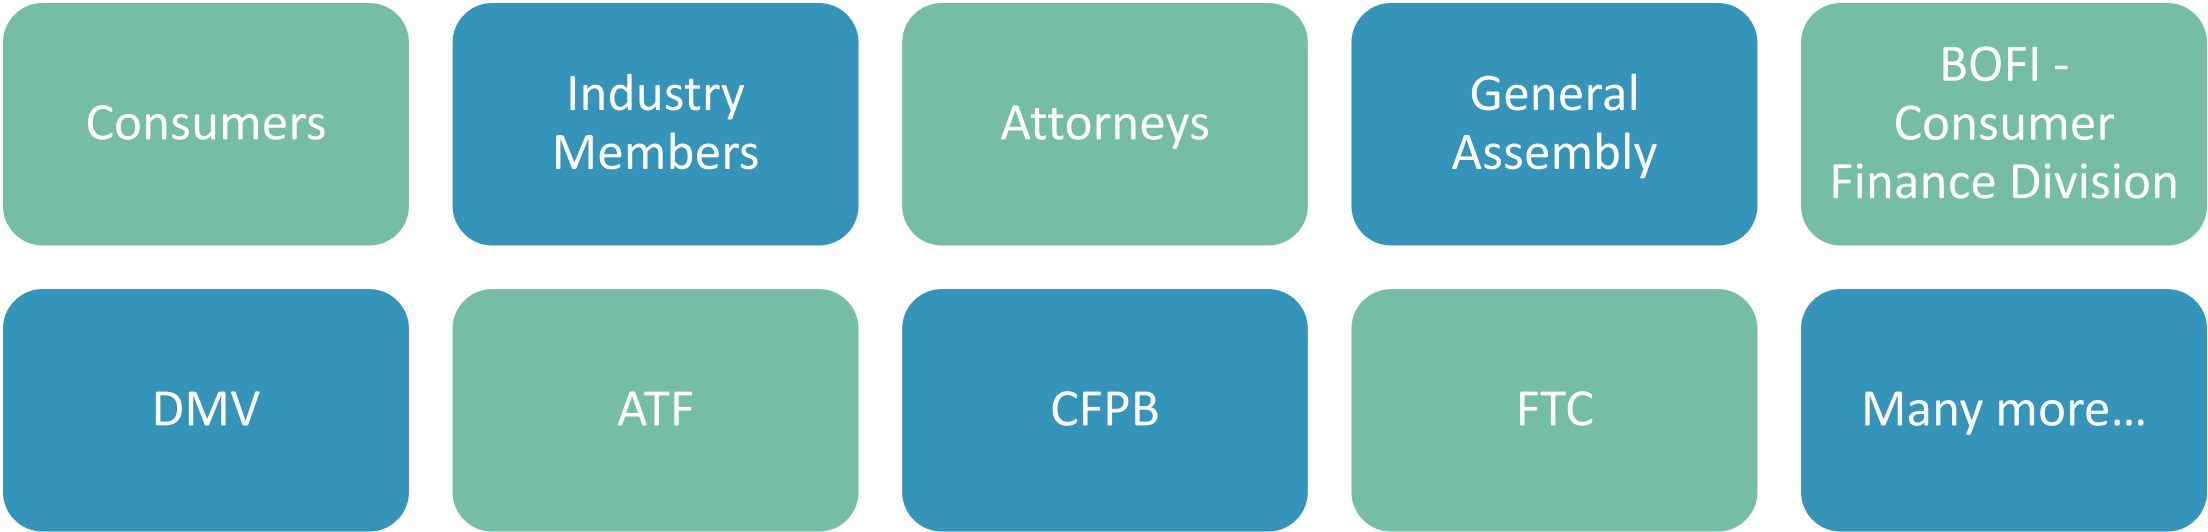 Consumers
Industry
Members
Attorneys
General
Assembly
BOFI -
Consumer
Finance Division
DMV
ATF
CFPB
FTC
Many more...